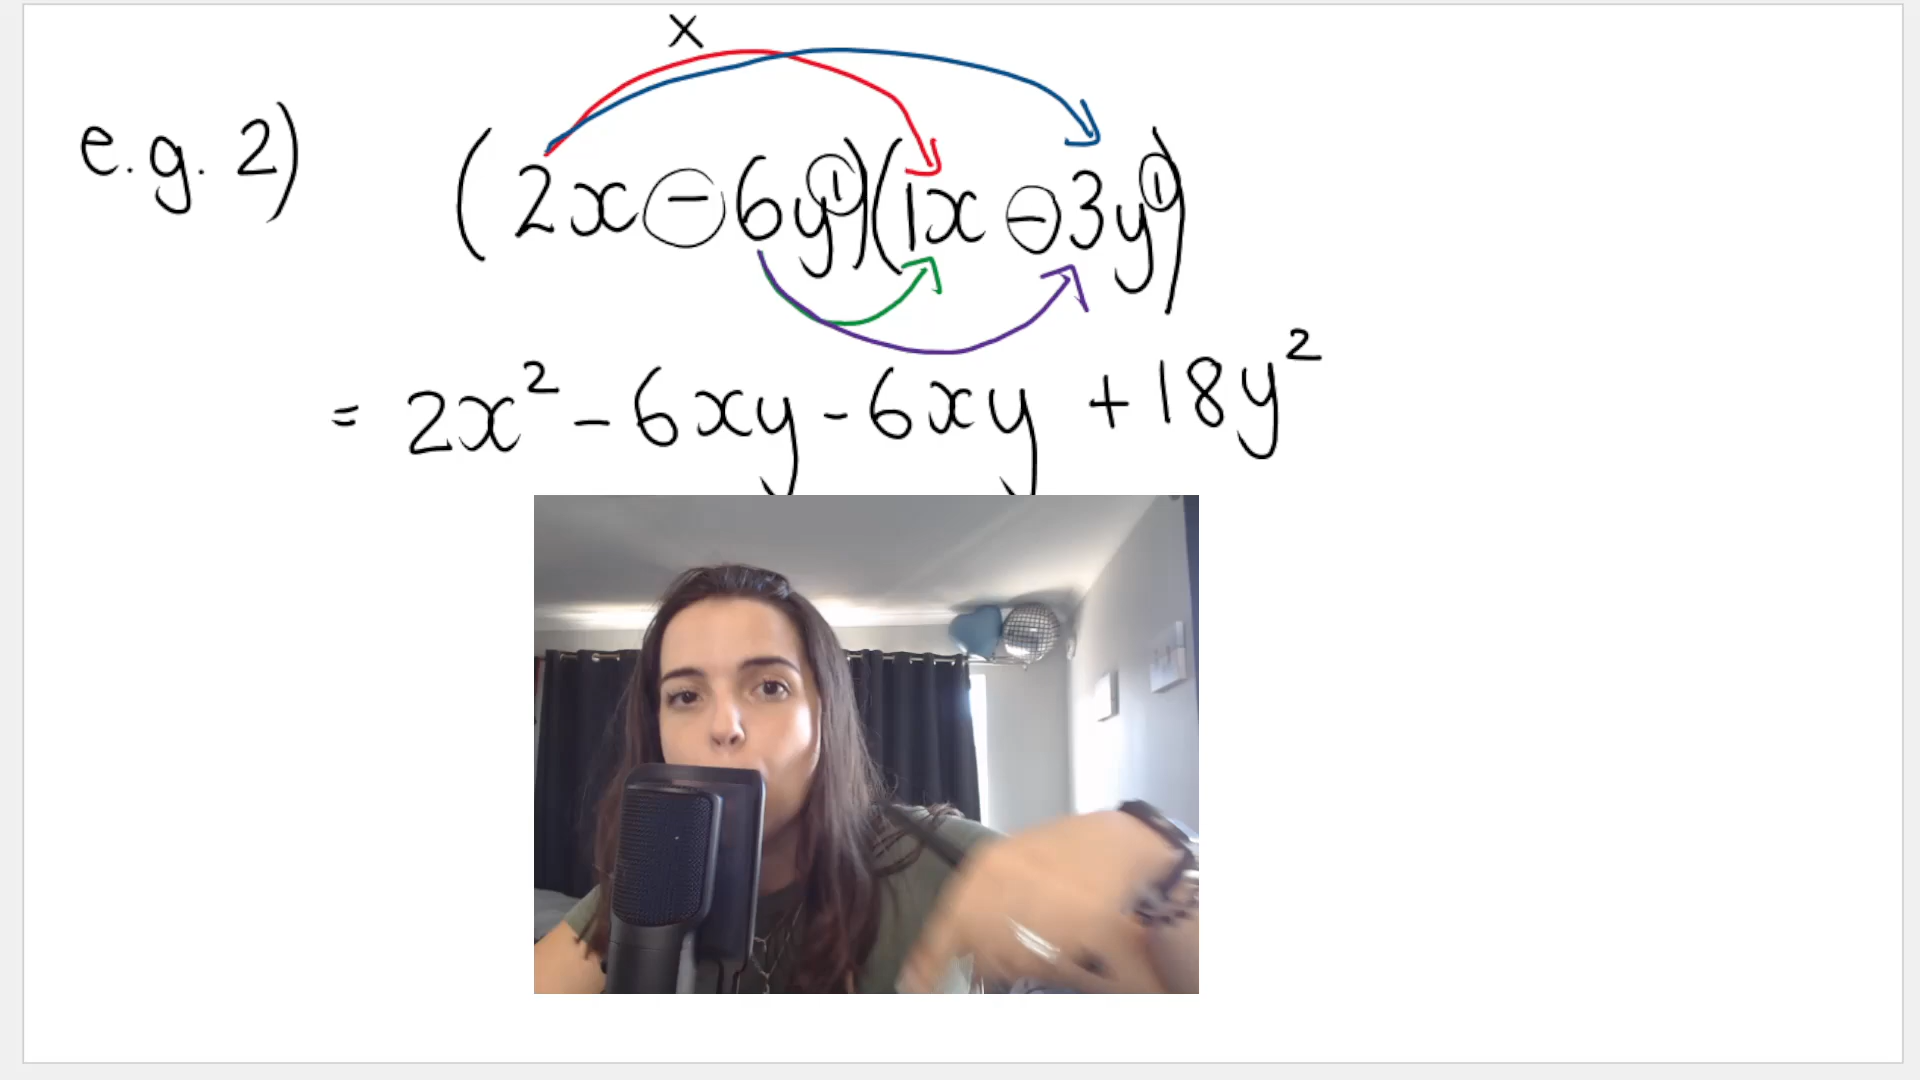 x
e.g. 2) (2x - 6y¹)(1x - 3y¹)
= 2x² - 6xy - 6xy + 18y²